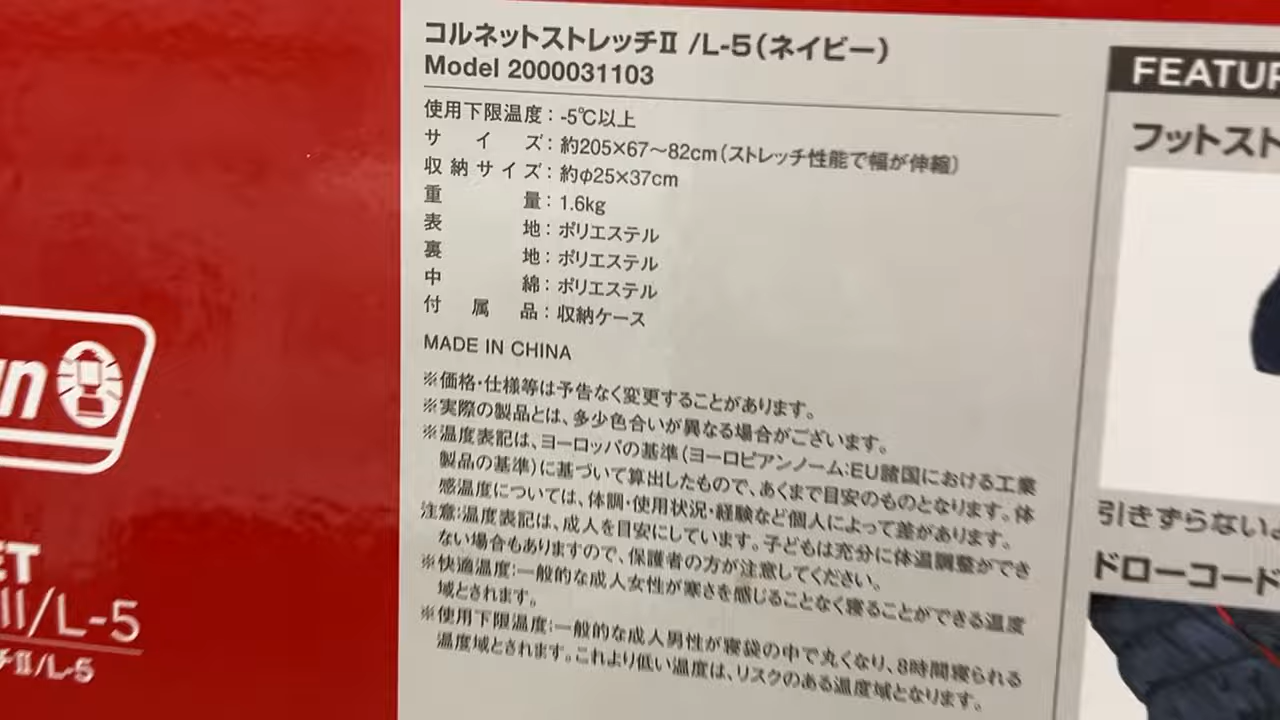 コルネットストレッチⅡ /L-5(ネイビー)
Model 2000031103
使用下限温度：-5℃以上
サイズ：約205×67〜82cm(ストレッチ性能で幅が伸縮)
収納サイズ：約φ25×37cm
重量：1.6kg
表地：ポリエステル
裏地：ポリエステル
中綿：ポリエステル
付属品：収納ケース
MADE IN CHINA
※価格・仕様等は予告なく変更することがあります。
※実際の製品とは、多少色合いが異なる場合がございます。
※温度表記は、ヨーロッパの基準(ヨーロピアンノーム:EU諸国における工業
製品の基準)に基づいて算出したもので、あくまで目安のものとなります。体
感温度については、体調・使用状況・経験など個人によって差があります。
注意:温度表記は、成人を目安にしています。子どもは充分に体温調整ができ
ない場合もありますので、保護者の方が注意してください。
※快適温度:一般的な成人女性が寒さを感じることなく寝ることができる温度
域とされます。
※使用下限温度:一般的な成人男性が寝袋の中で丸くなり、8時間寝られる
温度域とされます。これより低い温度は、リスクのある温度域となります。
FEATUR
フットスト
引きずらない
ドローコード
an
ET
II/L-5
チⅡ/L-5